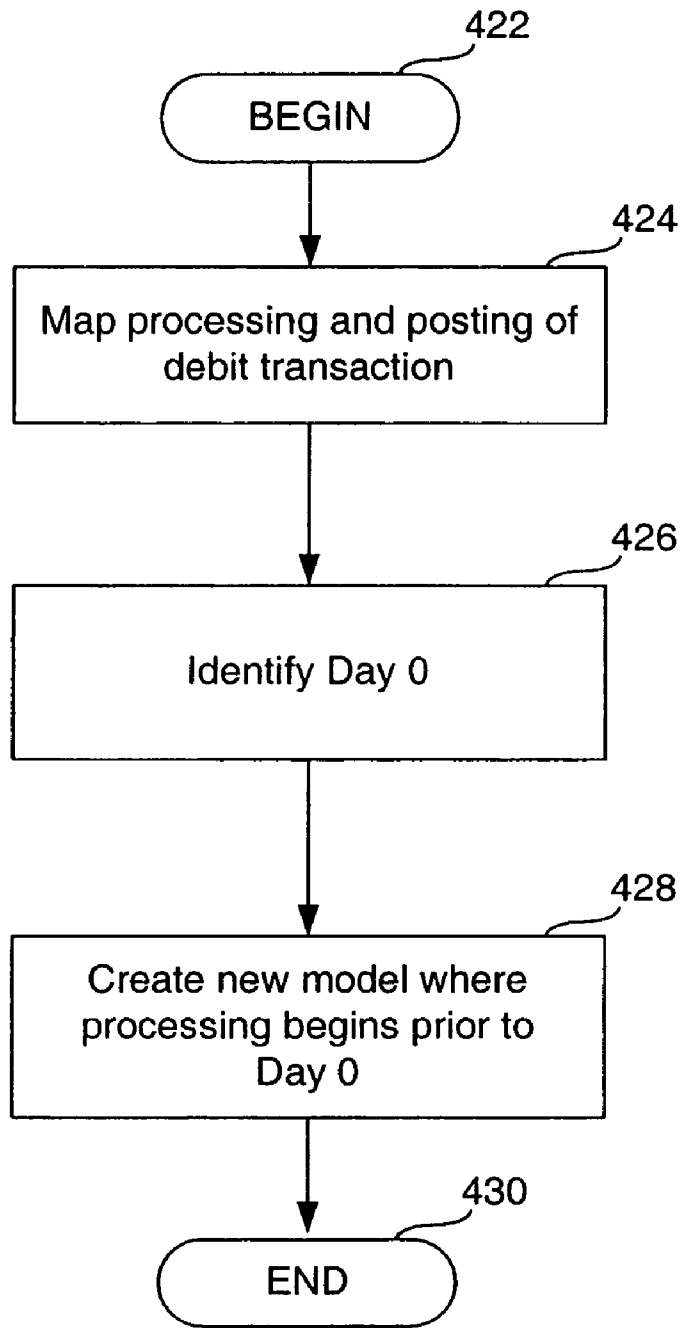 422
BEGIN
424
Map processing and posting of
debit transaction
426
Identify Day 0
428
Create new model where
processing begins prior to
Day 0
430
END